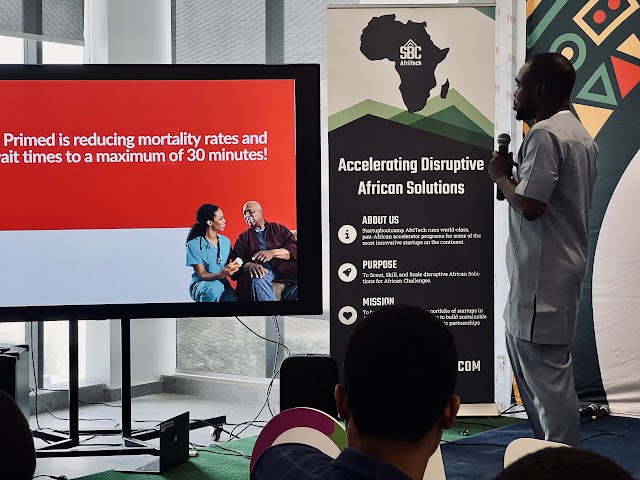 Primed is reducing mortality rates and
wait times to a maximum of 30 minutes!
SBC
AfriTech
Accelerating Disruptive
African Solutions
ABOUT US
Startupbootcamp AfriTech runs world-class,
pan-African accelerator programs for some of the
most innovative startups on the continent.
PURPOSE
To Scout, Skill, and Scale disruptive African Solu-
tions for African Challenges.
MISSION
portfolio of startups in
to build sustainable
partnerships
COM